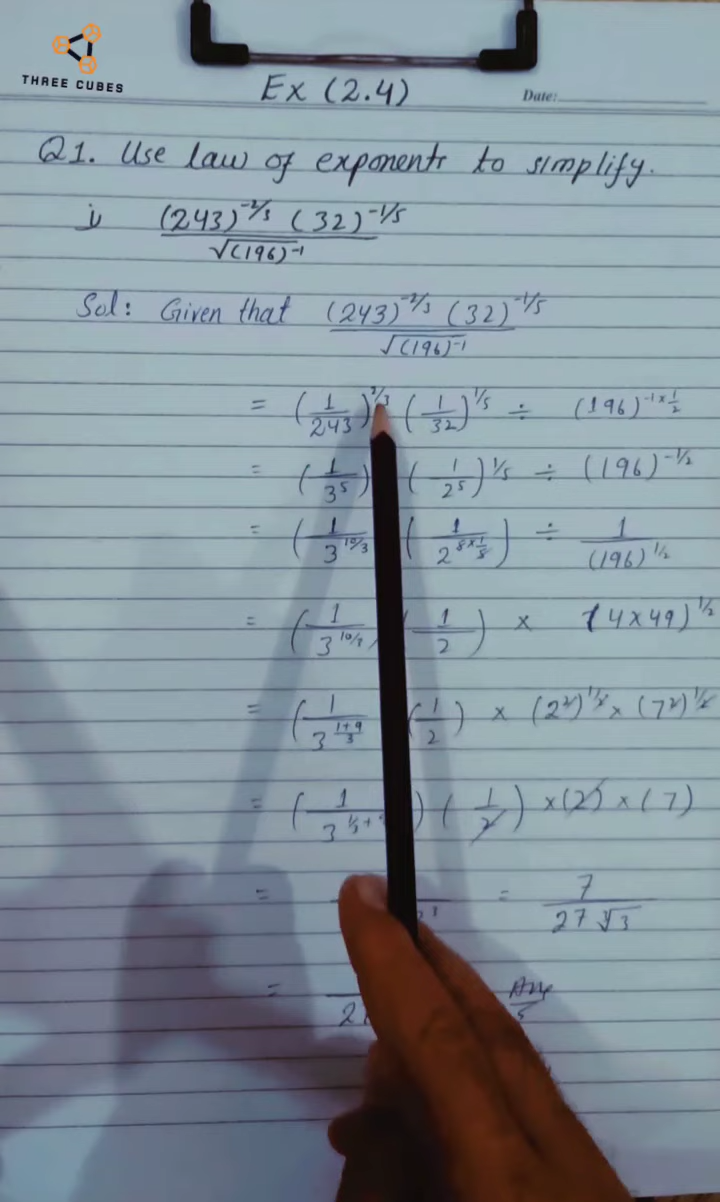 THREE CUBES
Ex (2.4)
Date:
Q1. Use law of exponents to simplify.
i, (243)^-2/3 (32)^-1/5 / √(196)^-1
Sol: Given that (243)^-2/3 (32)^-1/5 / √(196)^-1
= (1/243)^2/3 (1/32)^1/5 ÷ (196)^-1×1/2
= (1/3^5) (1/2^5)^1/5 ÷ (196)^-1/2
= (1/3^10/3 (1/2^5×1/5) ÷ 1/(196)^1/2
= (1/3^10/3 (1/2) × (4×49)^1/2
= (1/3^(1+9)/3 (1/2) × (2^2)^1/2 × (7^2)^1/2
= (1/3^1/3+ ) (1/2) × (2) × (7)
= = 7/27 ∛3
= Ans